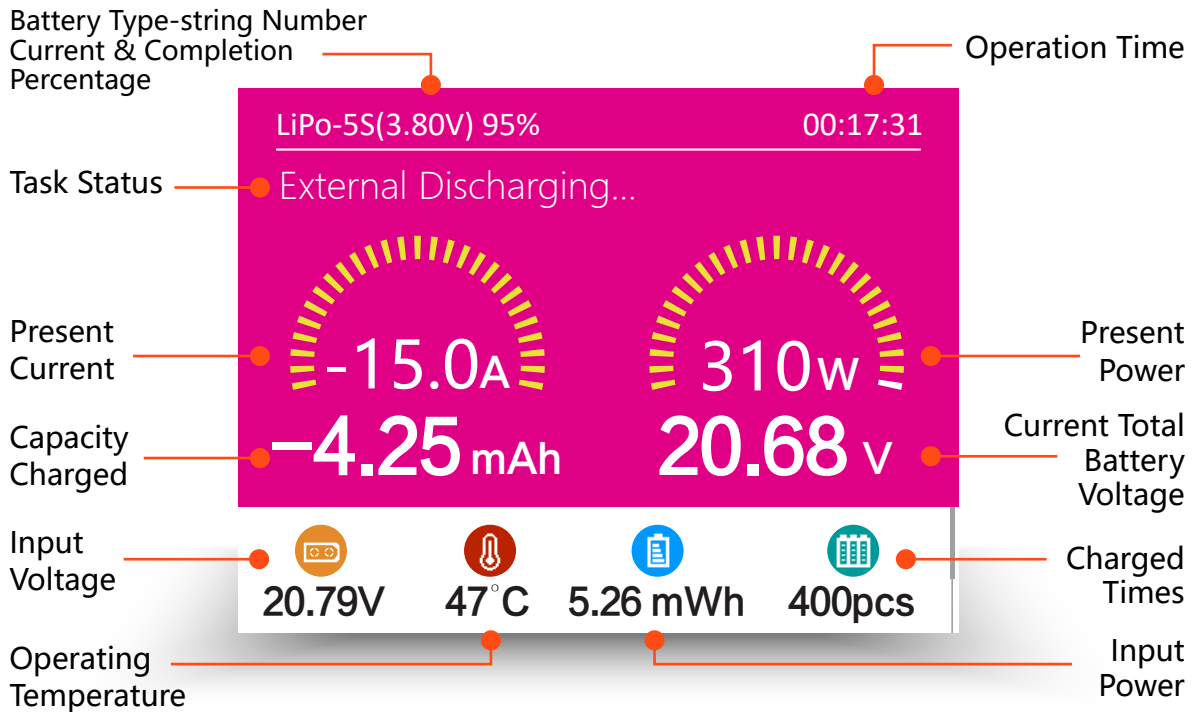 Battery Type-string Number
Current & Completion
Percentage
Operation Time
LiPo-5S(3.80V) 95%
00:17:31
Task Status
External Discharging...
Present
Current
-15.0A
310W
Present
Power
Capacity
Charged
-4.25 mAh
20.68 V
Current Total
Battery
Voltage
Input
Voltage
20.79V
47°C
5.26 mWh
400pcs
Charged
Times
Operating
Temperature
Input
Power